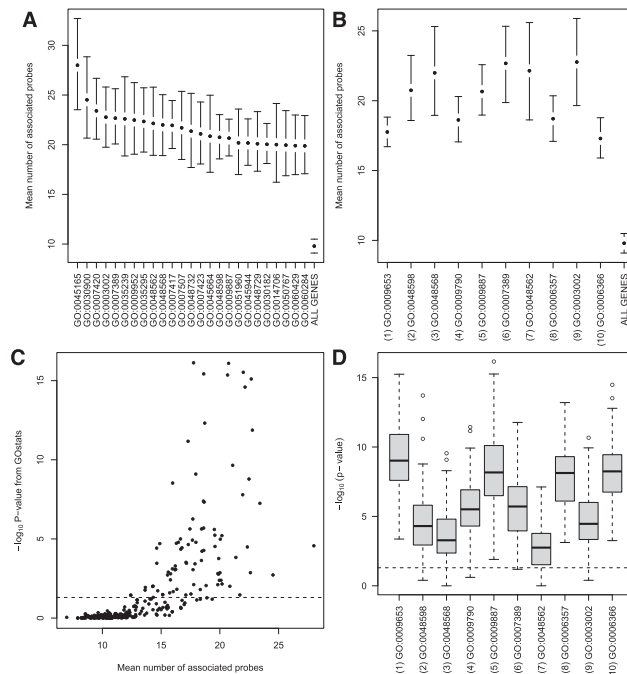 A
Mean number of associated probes
30
25
20
15
10
GO:0045165
GO:0030900
GO:0007420
GO:0003002
GO:0007389
GO:0035239
GO:0009952
GO:0035295
GO:0048562
GO:0048568
GO:0007417
GO:0007507
GO:0048732
GO:0007423
GO:0045664
GO:0048598
GO:0009887
GO:0051960
GO:0045944
GO:0048729
GO:0030182
GO:0014706
GO:0050767
GO:0060429
GO:0060284
ALL GENES
B
Mean number of associated probes
25
20
15
10
(1) GO:0009653
(2) GO:0048598
(3) GO:0048568
(4) GO:0009790
(5) GO:0009887
(6) GO:0007389
(7) GO:0048562
(8) GO:0006357
(9) GO:0003002
(10) GO:0006366
ALL GENES
C
−log10 P−value from GOstats
15
10
5
0
10
15
20
25
Mean number of associated probes
D
−log10 (p−value)
15
10
5
0
(1) GO:0009653
(2) GO:0048598
(3) GO:0048568
(4) GO:0009790
(5) GO:0009887
(6) GO:0007389
(7) GO:0048562
(8) GO:0006357
(9) GO:0003002
(10) GO:0006366